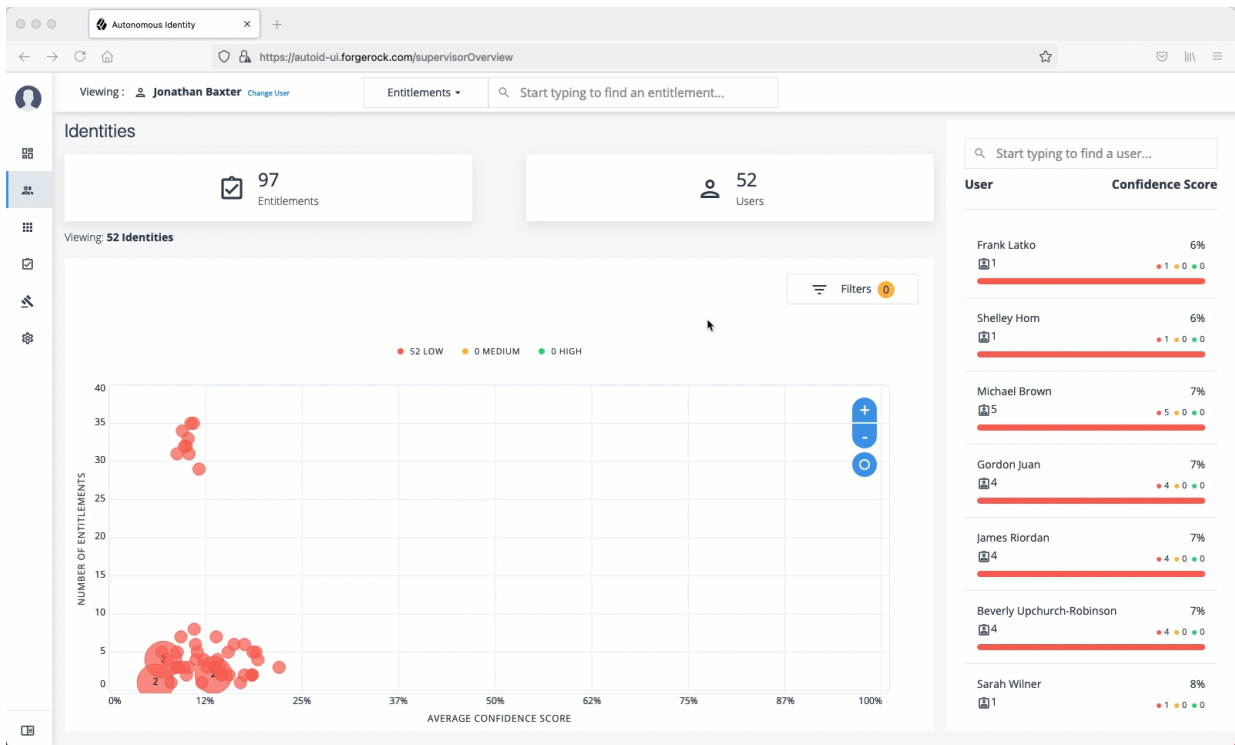 Autonomous Identity
https://autoid-ui.forgerock.com/supervisorOverview
Viewing : Jonathan Baxter Change User
Entitlements
Start typing to find an entitlement...
Identities
97
Entitlements
52
Users
Viewing: 52 Identities
Filters 0
52 LOW 0 MEDIUM 0 HIGH
40
35
30
25
20
15
10
5
0
NUMBER OF ENTITLEMENTS
+
-
2
2
2
0% 12% 25% 37% 50% 62% 75% 87% 100%
AVERAGE CONFIDENCE SCORE
Start typing to find a user...
User Confidence Score
Frank Latko 6%
1 1 0 0
Shelley Hom 6%
1 1 0 0
Michael Brown 7%
5 5 0 0
Gordon Juan 7%
4 4 0 0
James Riordan 7%
4 4 0 0
Beverly Upchurch-Robinson 7%
4 4 0 0
Sarah Wilner 8%
1 1 0 0